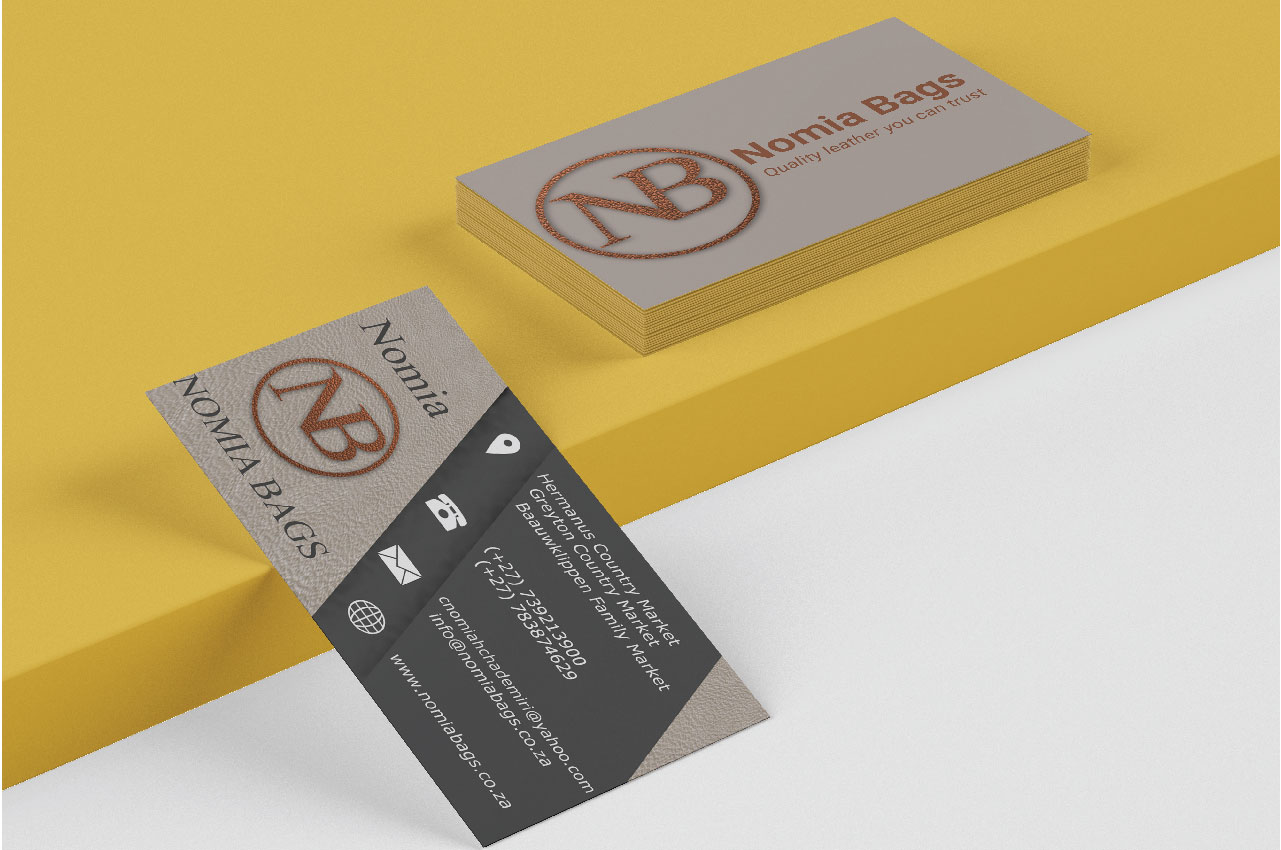 NB
Nomia Bags
Quality leather you can trust
Nomia
NB
NOMIA BAGS
Hermanus Country Market
Greyton Country Market
Baauwklippen Family Market
(+27) 739213900
(+27) 783874629
cnomiahchademiri@yahoo.com
info@nomiabags.co.za
www.nomiabags.co.za